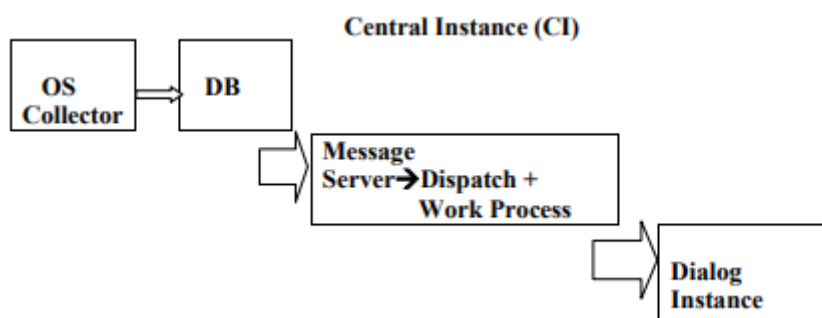 Central Instance (CI)
OS
Collector
DB
Message
Server➔Dispatch +
Work Process
Dialog
Instance